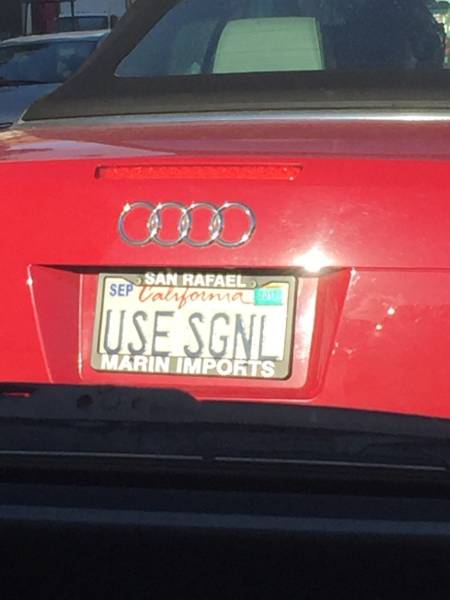 SAN RAFAEL
SEP California
USE SGNL
MARIN IMPORTS